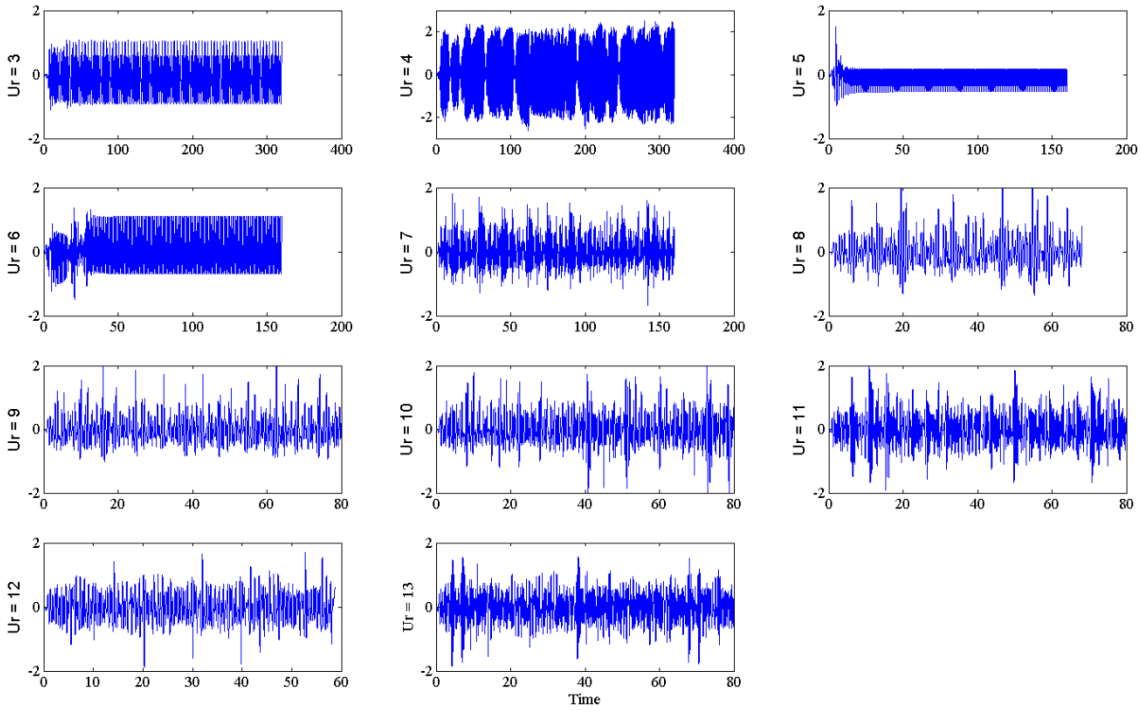 2
0
-2
Ur = 3
0 100 200 300 400
2
0
-2
Ur = 4
0 100 200 300 400
2
0
-2
Ur = 5
0 50 100 150 200
2
0
-2
Ur = 6
0 50 100 150 200
2
0
-2
Ur = 7
0 50 100 150 200
2
0
-2
Ur = 8
0 20 40 60 80
2
0
-2
Ur = 9
0 20 40 60 80
2
0
-2
Ur = 10
0 20 40 60 80
2
0
-2
Ur = 11
0 20 40 60 80
2
0
-2
Ur = 12
0 10 20 30 40 50 60
2
0
-2
Ur = 13
0 20 40 60 80
Time